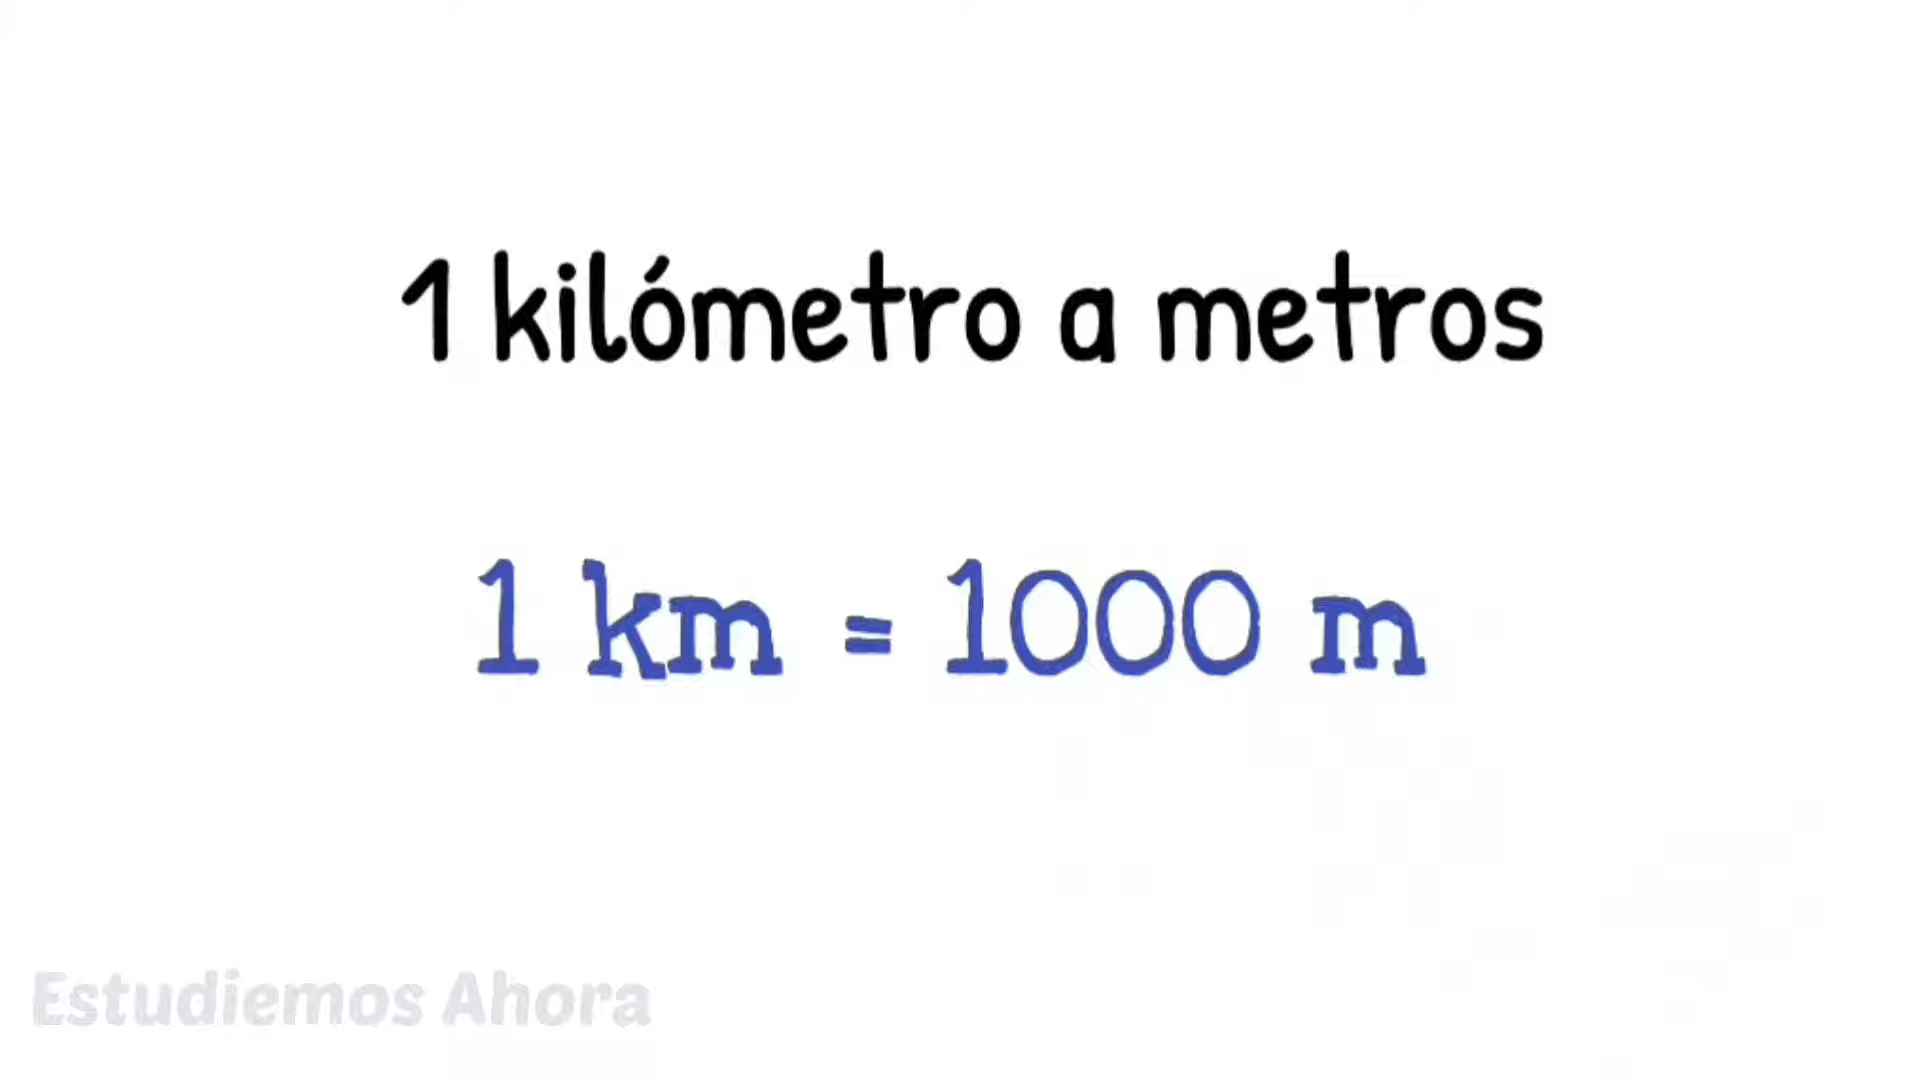 1 kilómetro a metros
1 km = 1000 m
Estudiemos Ahora